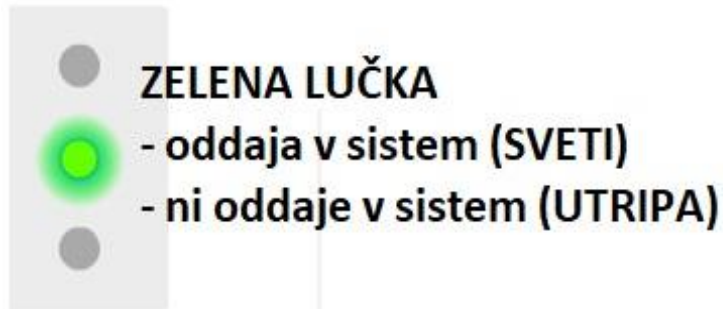 ZELENA LUČKA
- oddaja v sistem (SVETI)
- ni oddaje v sistem (UTRIPA)